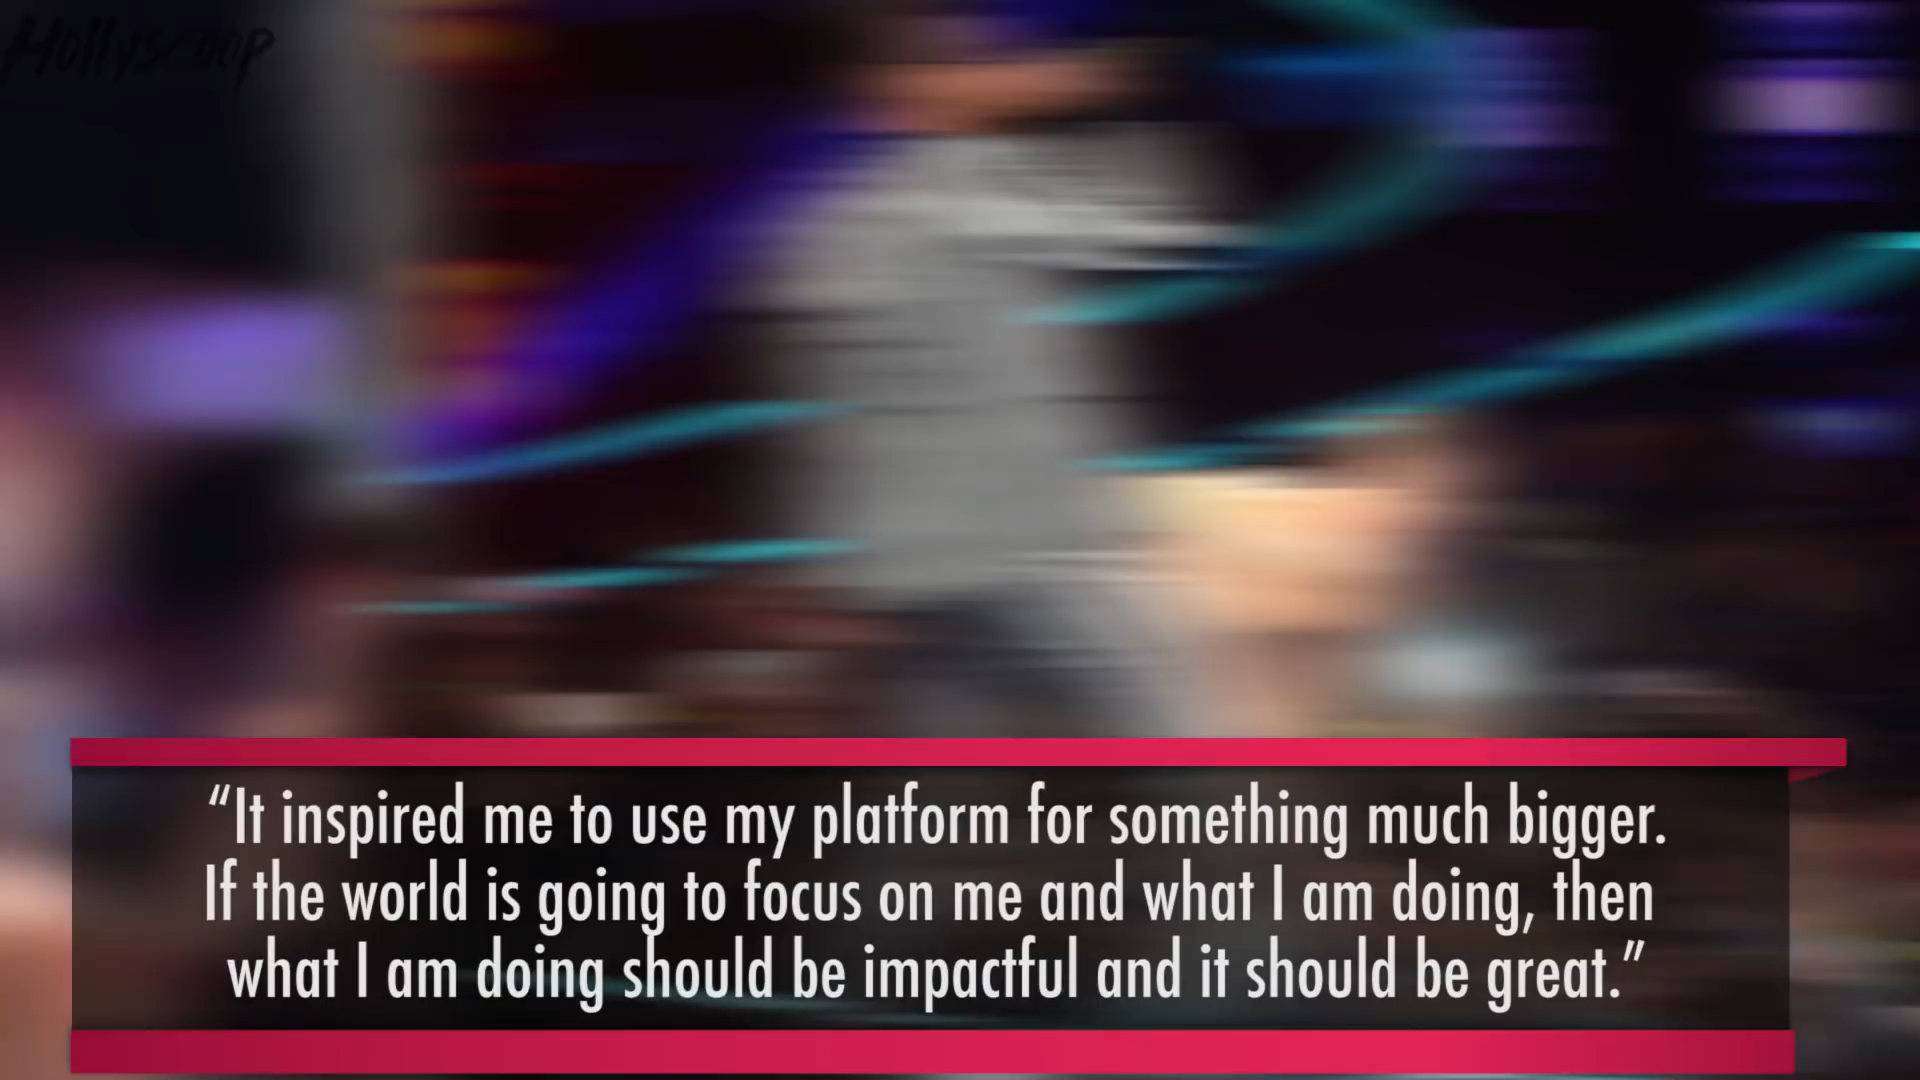 Hollyscoop
“It inspired me to use my platform for something much bigger.
If the world is going to focus on me and what I am doing, then
what I am doing should be impactful and it should be great.”